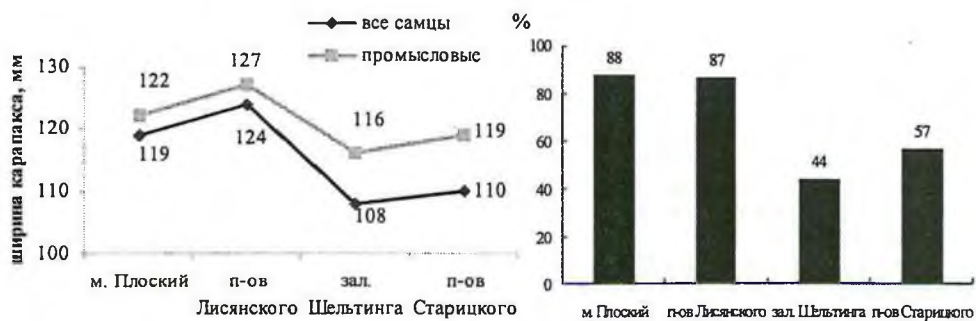 все самцы
промысловые
ширина карапакса, мм
130
120
110
100
122
127
116
119
119
124
108
110
м. Плоский
п-ов
Лисянского
зал.
Шельтинга
п-ов
Старицкого
%
100
80
60
40
20
0
88
87
44
57
м. Плоский
п-ов Лисянского
зал. Шельтинга
п-ов Старицкого